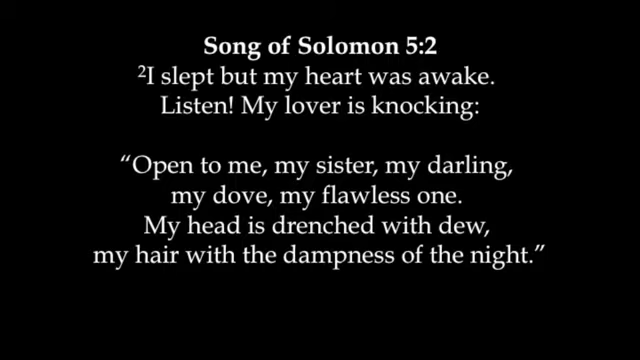 Song of Solomon 5:2
²I slept but my heart was awake.
Listen! My lover is knocking:
“Open to me, my sister, my darling,
my dove, my flawless one.
My head is drenched with dew,
my hair with the dampness of the night.”